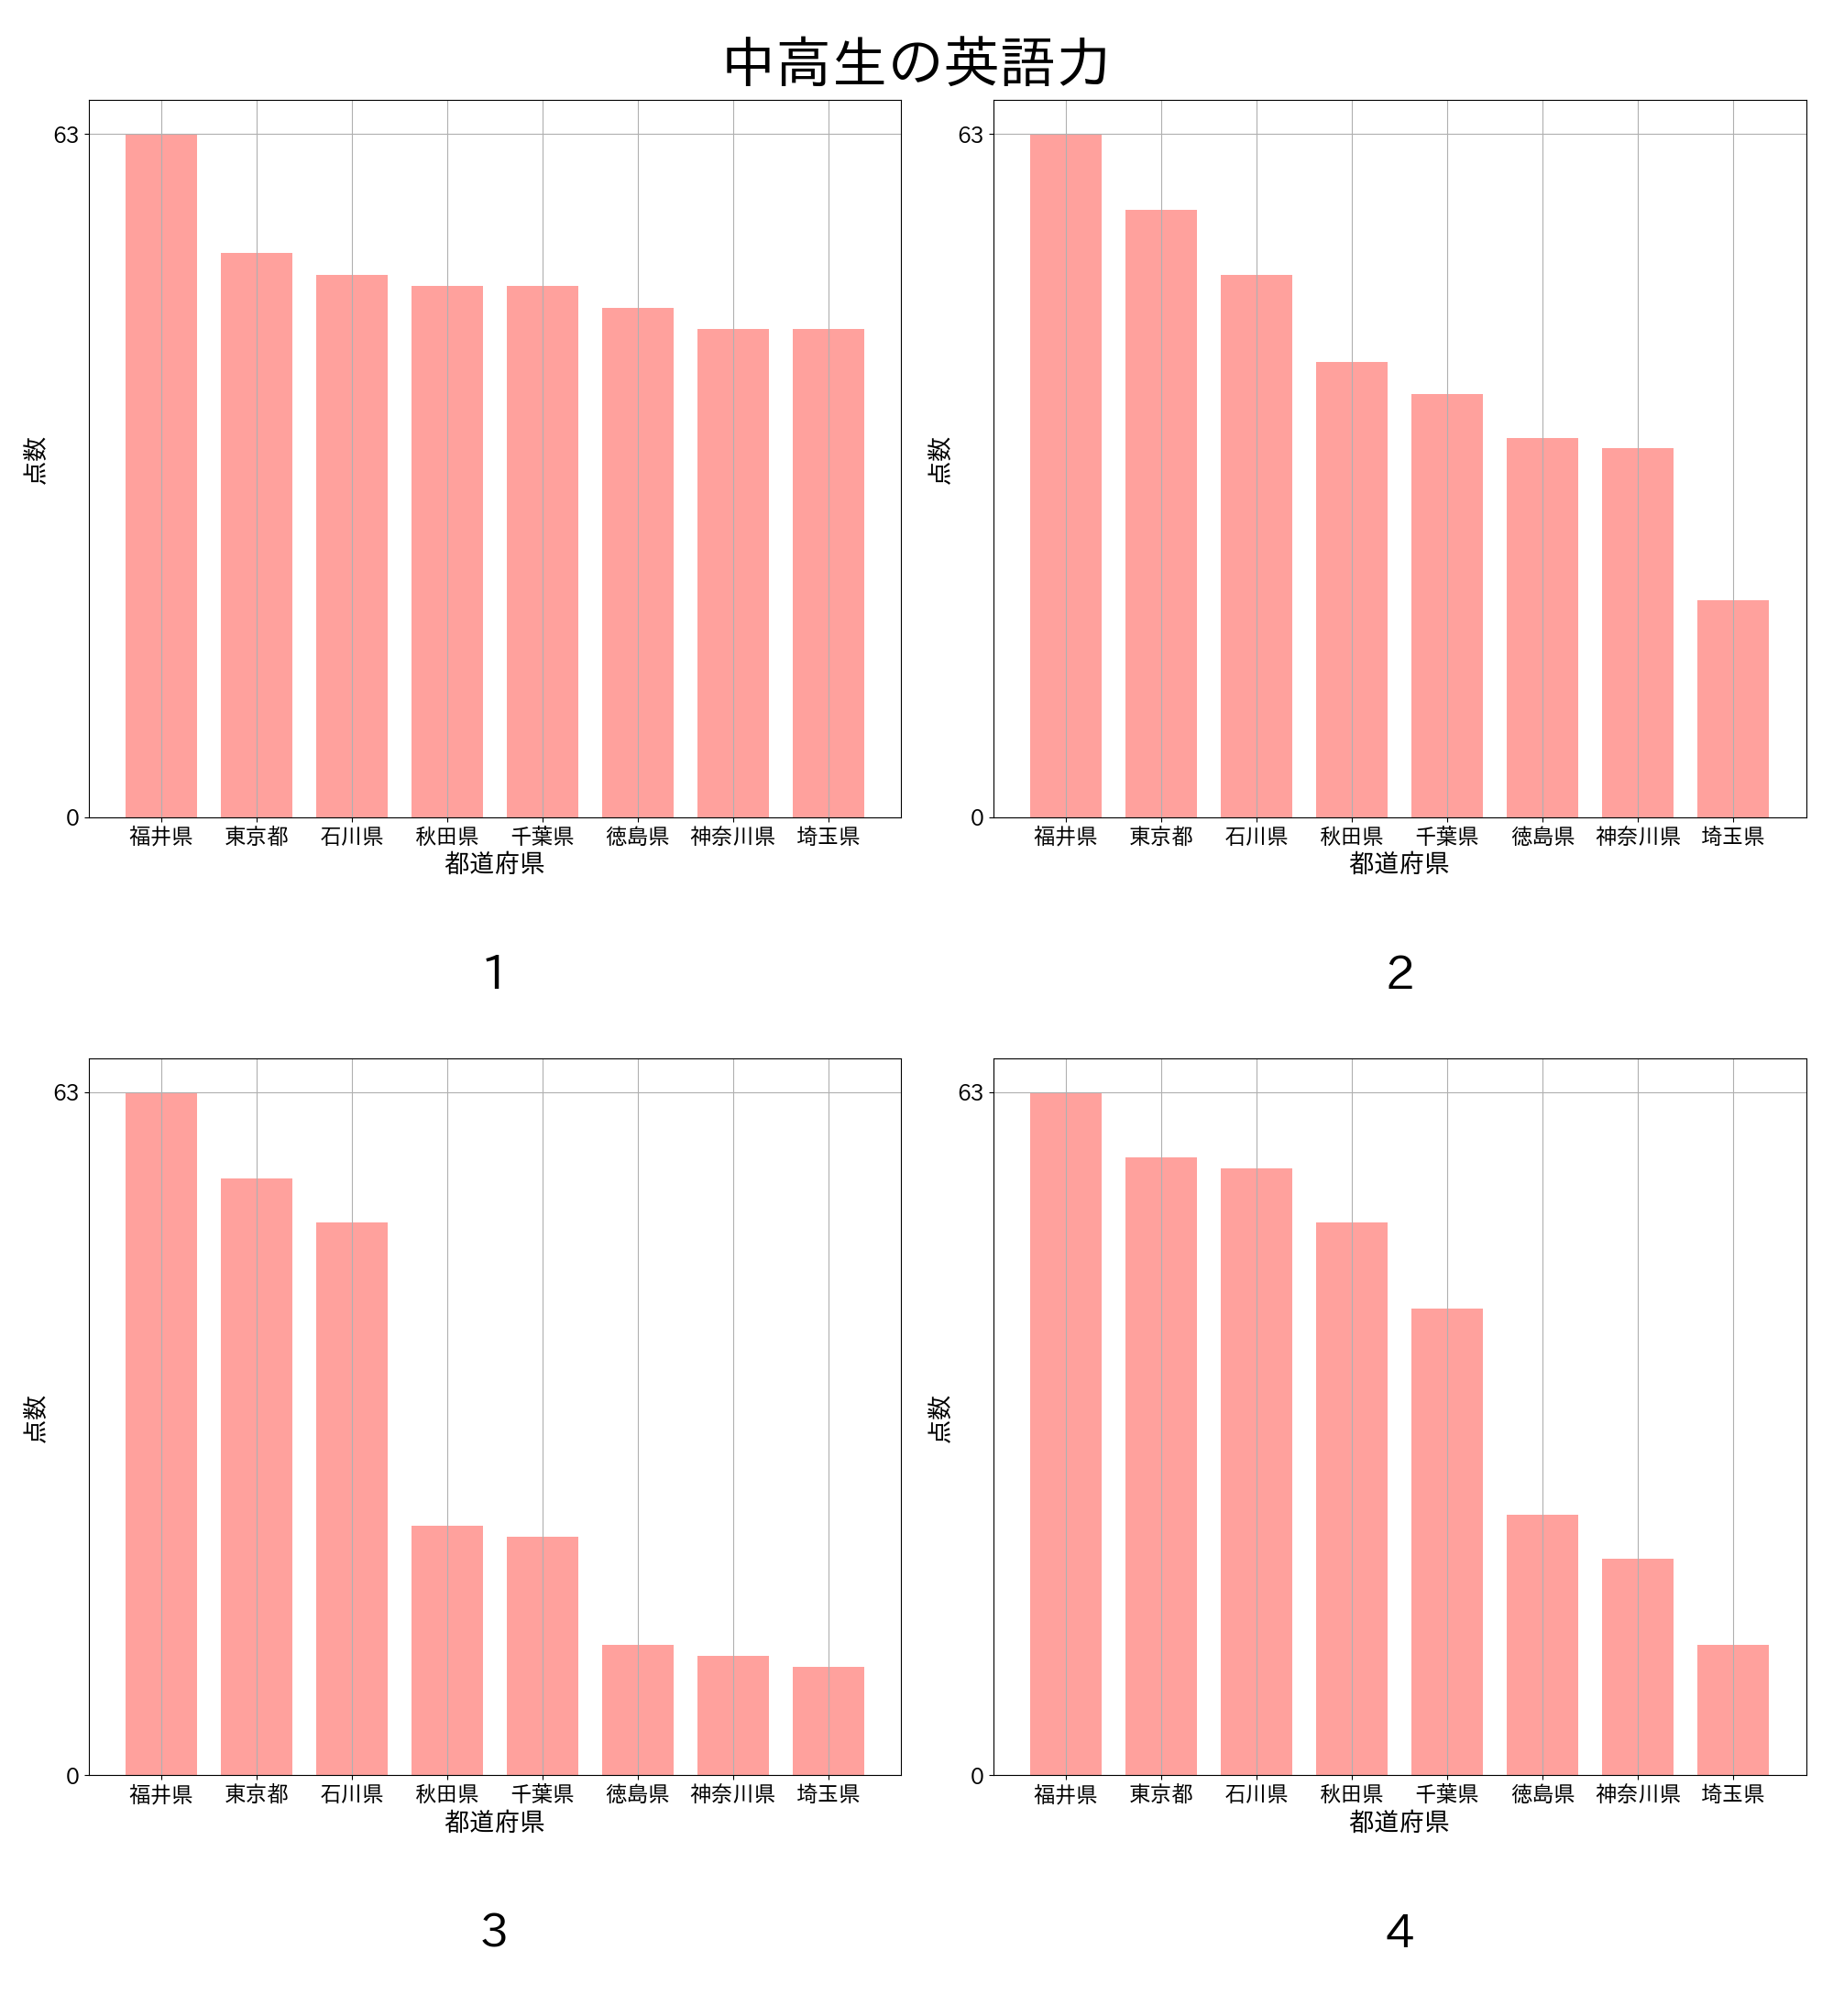 中高生の英語力
63
0
点数
福井県 東京都 石川県 秋田県 千葉県 徳島県 神奈川県 埼玉県
都道府県
1
63
0
点数
福井県 東京都 石川県 秋田県 千葉県 徳島県 神奈川県 埼玉県
都道府県
2
63
0
点数
福井県 東京都 石川県 秋田県 千葉県 徳島県 神奈川県 埼玉県
都道府県
3
63
0
点数
福井県 東京都 石川県 秋田県 千葉県 徳島県 神奈川県 埼玉県
都道府県
4